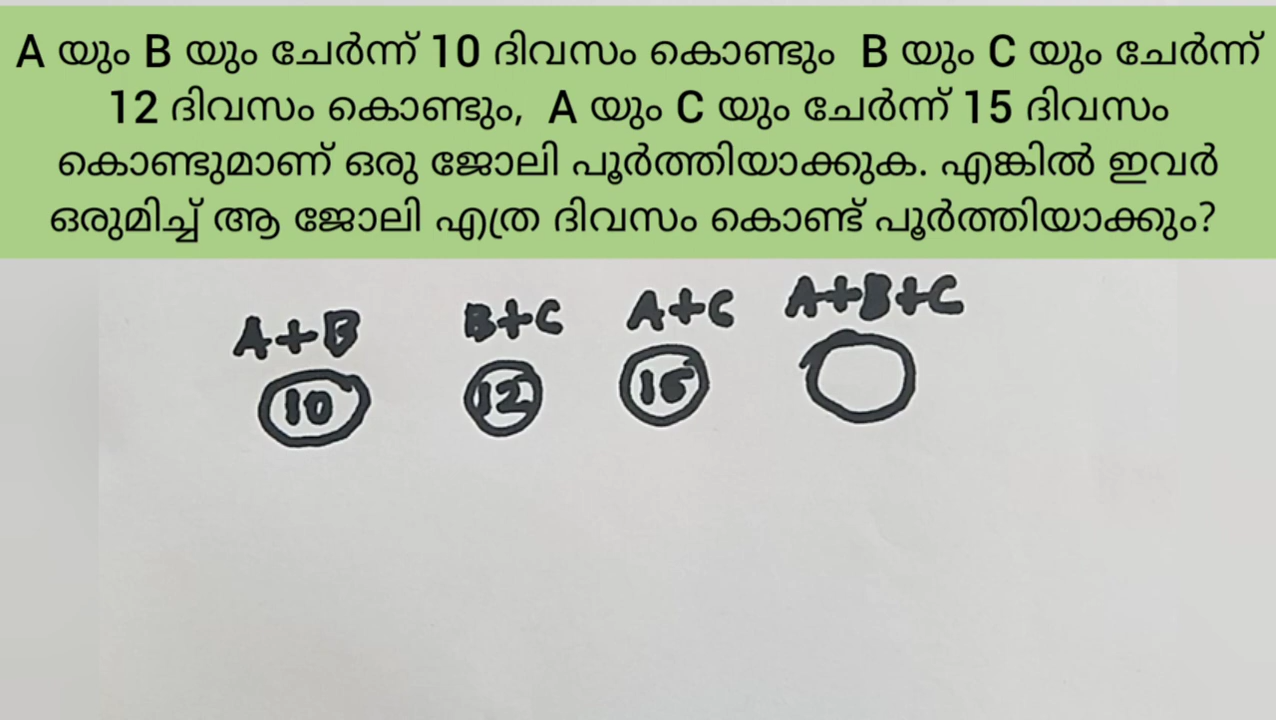 A യും B യും ചേർന്ന് 10 ദിവസം കൊണ്ടും B യും C യും ചേർന്ന്
12 ദിവസം കൊണ്ടും, A യും C യും ചേർന്ന് 15 ദിവസം
കൊണ്ടുമാണ് ഒരു ജോലി പൂർത്തിയാക്കുക. എങ്കിൽ ഇവർ
ഒരുമിച്ച് ആ ജോലി എത്ര ദിവസം കൊണ്ട് പൂർത്തിയാക്കും?
A+B B+C A+C A+B+C
10 12 15